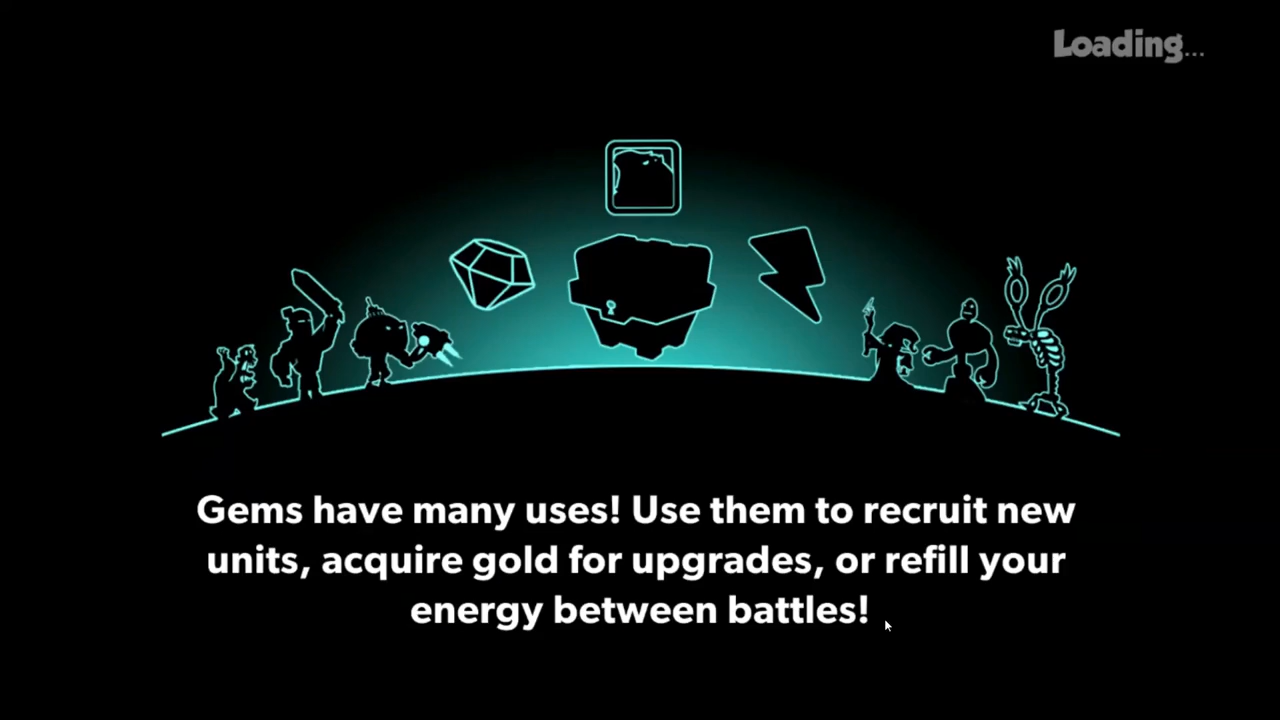 Loading...
Gems have many uses! Use them to recruit new
units, acquire gold for upgrades, or refill your
energy between battles!